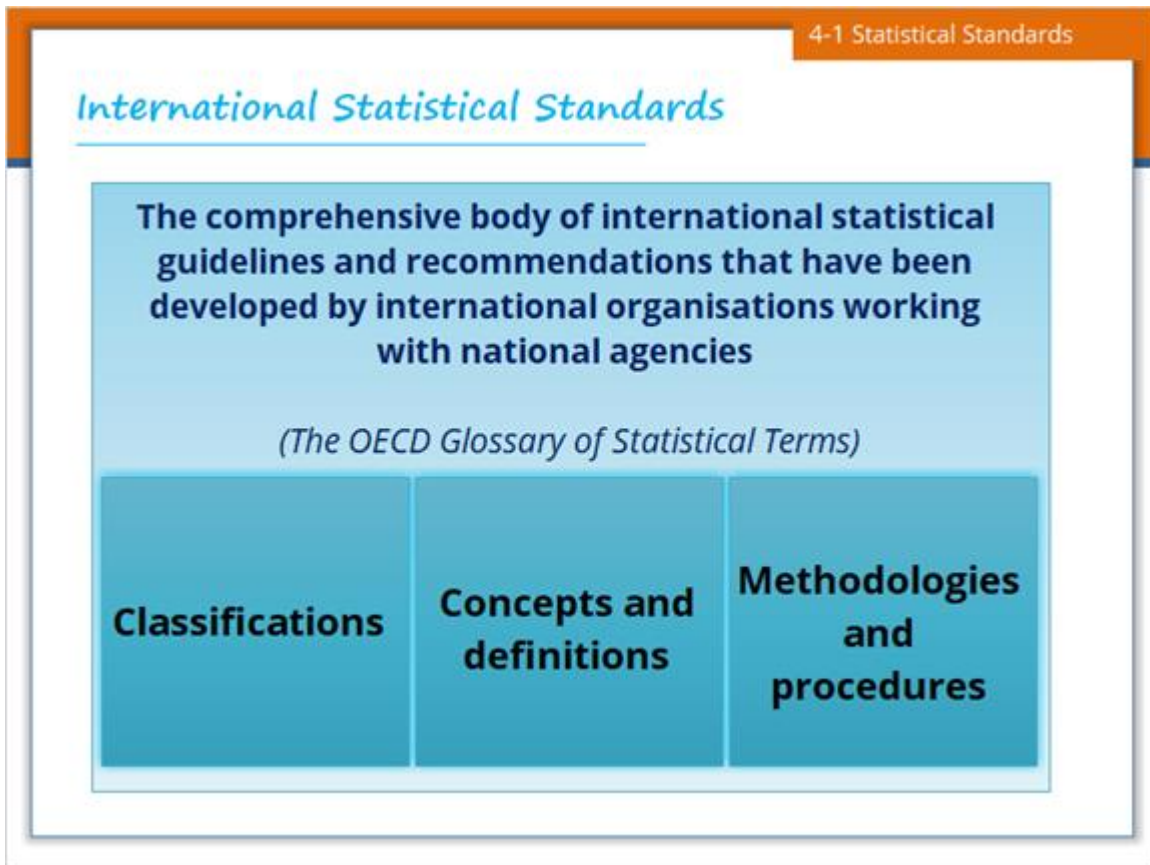 4-1 Statistical Standards
International Statistical Standards
The comprehensive body of international statistical
guidelines and recommendations that have been
developed by international organisations working
with national agencies
(The OECD Glossary of Statistical Terms)
Classifications
Concepts and
definitions
Methodologies
and
procedures